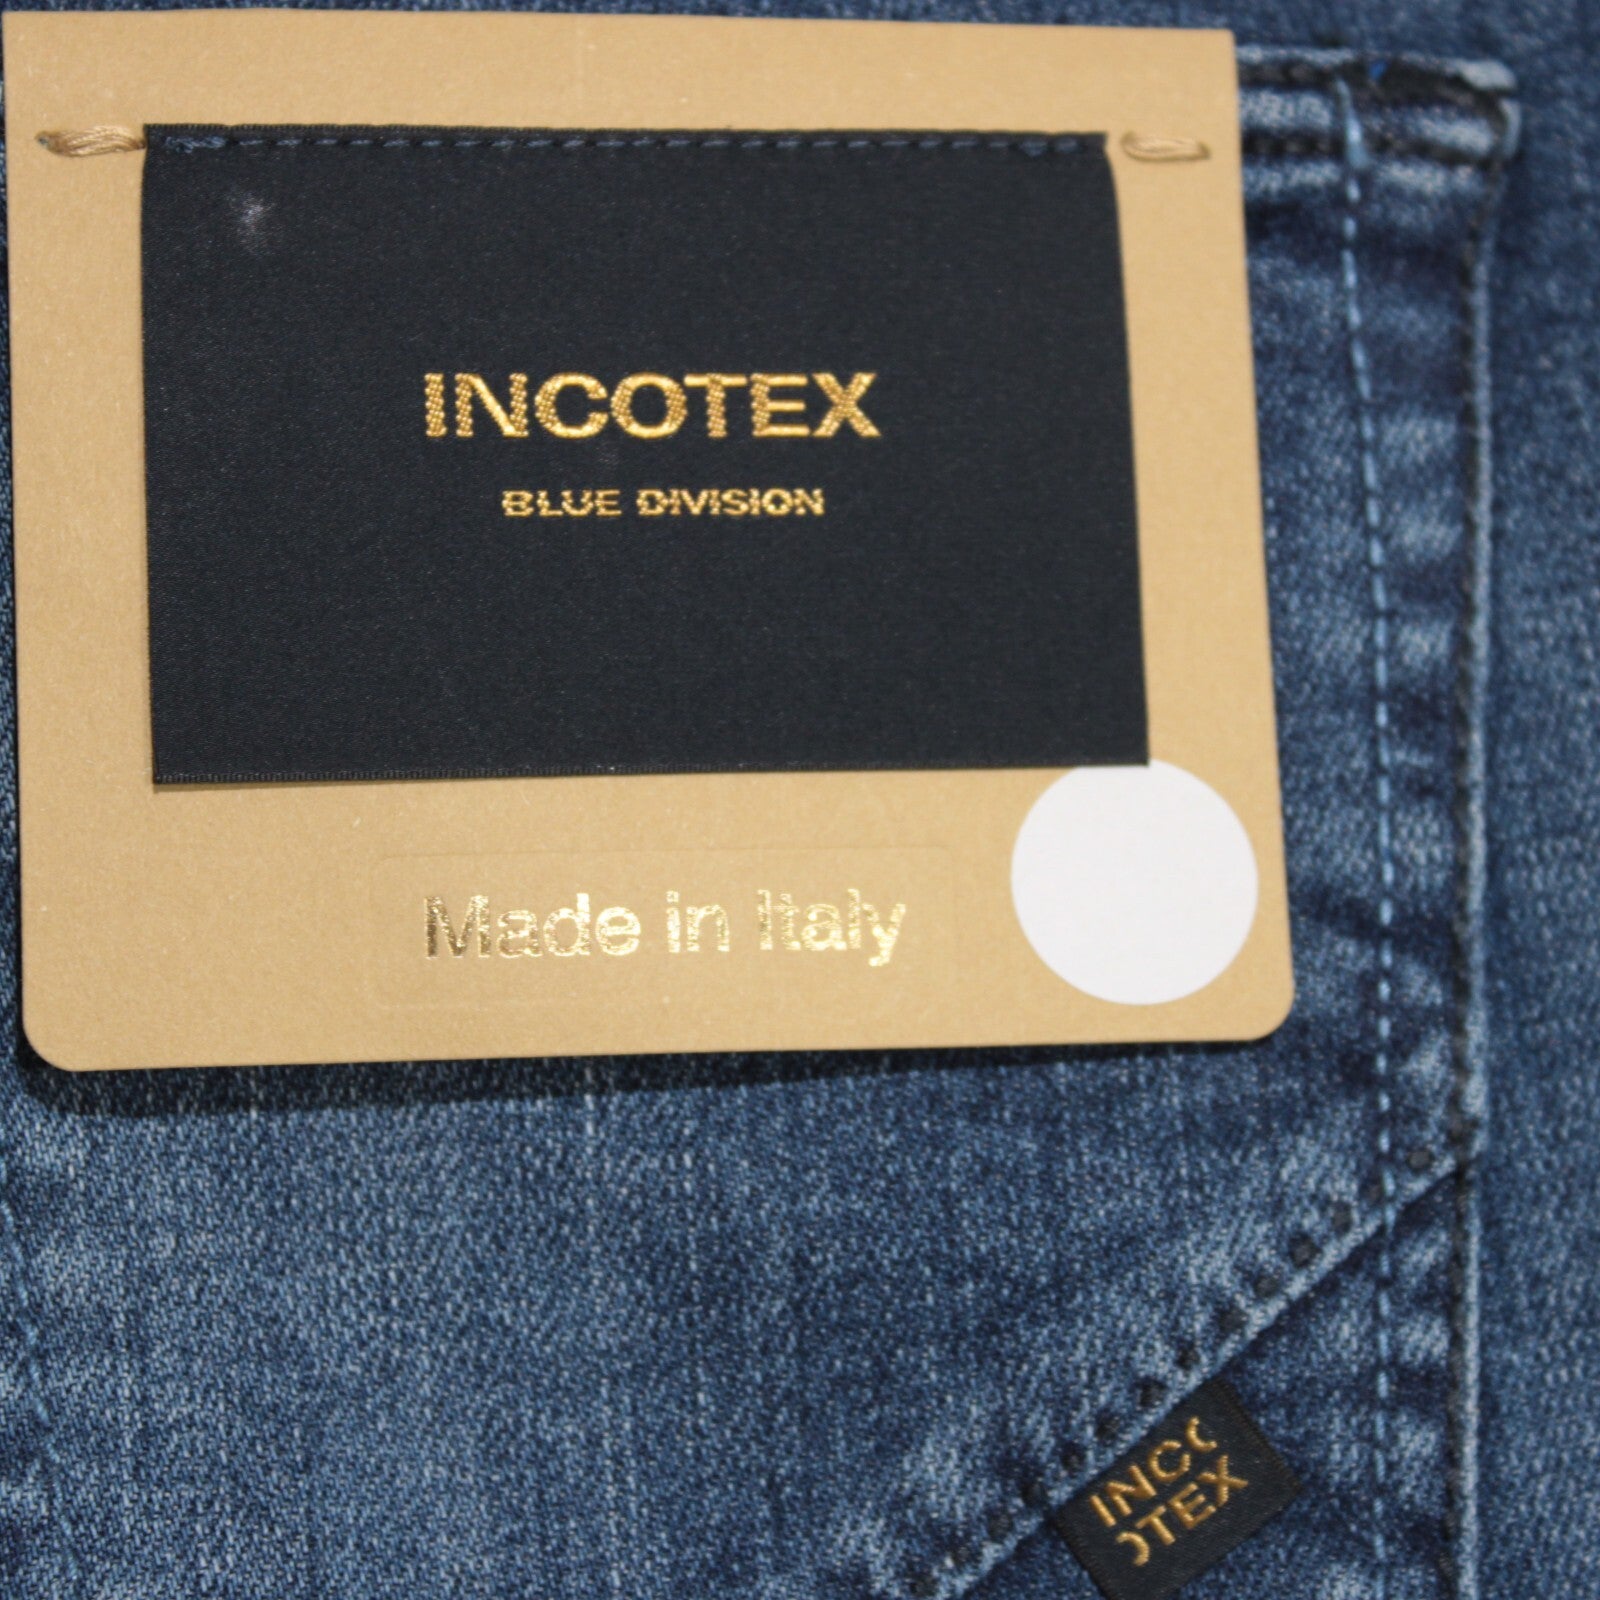 INCOTEX
BLUE DIVISION
Made in Italy
INCO
OTEX